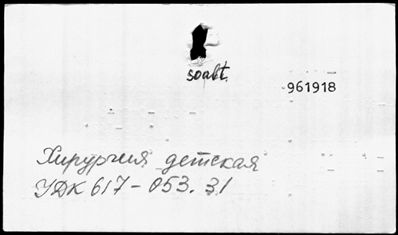 soabt.
961918
Хирургия детская
УДК 617-053.31